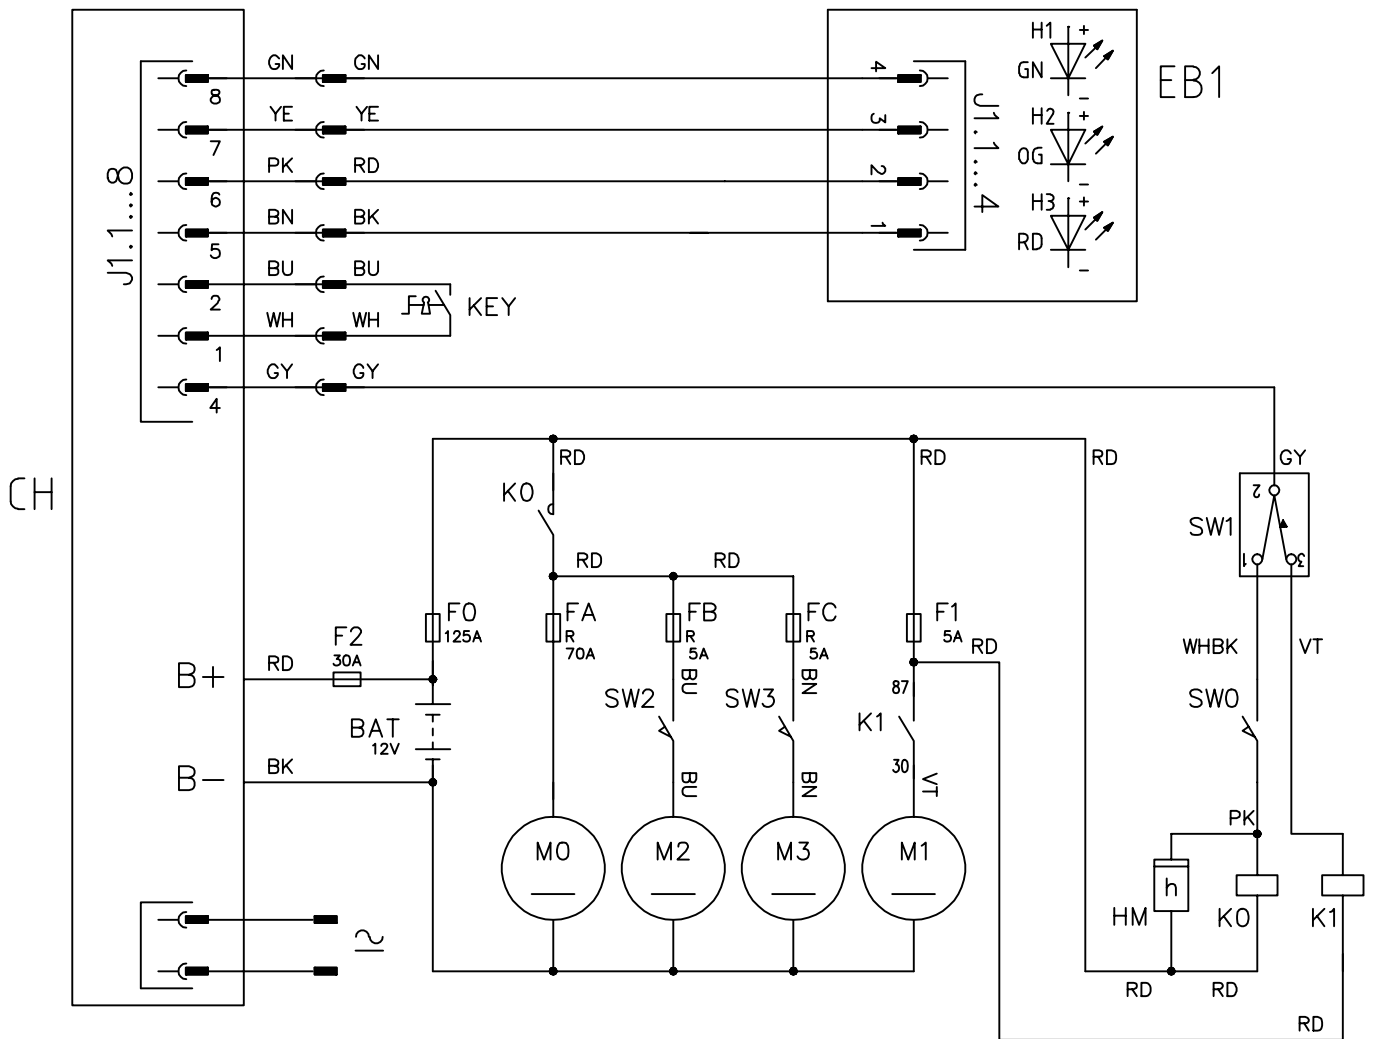 H1 +
GN
−
H2 +
OG
−
H3 +
RD
−
EB1
J1.1...4
4
3
2
1
GN GN
8
YE YE
7
PK RD
6
BN BK
5
BU BU
2
WH WH
1
GY GY
4
J1.1...8
KEY
CH
RD
RD
RD
GY
K0
2
SW1
1
3
RD
RD
F0
125A
FA
R
70A
FB
R
5A
FC
R
5A
F1
5A
RD
F2
30A
WHBK
VT
B+
RD
BU
BN
87
SW2
SW3
K1
SW0
BAT
12V
B−
BK
BU
BN
30
VT
PK
M0
M2
M3
M1
h
HM
K0
K1
RD
RD
RD